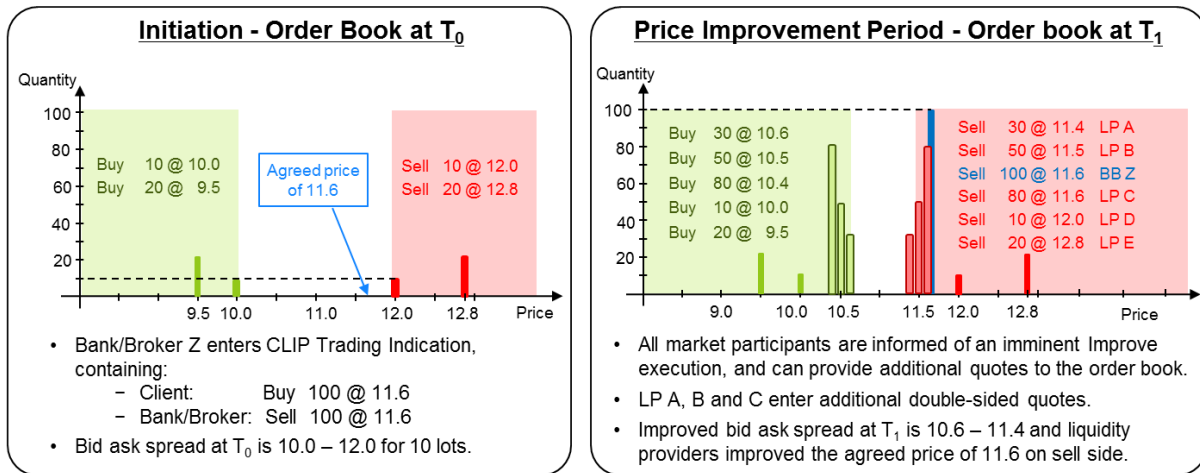 Initiation - Order Book at T0
Quantity
100
80
60
40
20
Buy 10 @ 10.0
Buy 20 @ 9.5
Agreed price
of 11.6
Sell 10 @ 12.0
Sell 20 @ 12.8
9.5 10.0 11.0 12.0 12.8 Price
• Bank/Broker Z enters CLIP Trading Indication,
containing:
− Client: Buy 100 @ 11.6
− Bank/Broker: Sell 100 @ 11.6
• Bid ask spread at T0 is 10.0 – 12.0 for 10 lots.
Price Improvement Period - Order book at T1
Quantity
100
80
60
40
20
Buy 30 @ 10.6
Buy 50 @ 10.5
Buy 80 @ 10.4
Buy 10 @ 10.0
Buy 20 @ 9.5
Sell 30 @ 11.4 LP A
Sell 50 @ 11.5 LP B
Sell 100 @ 11.6 BB Z
Sell 80 @ 11.6 LP C
Sell 10 @ 12.0 LP D
Sell 20 @ 12.8 LP E
9.0 10.0 10.5 11.5 12.0 12.8 Price
• All market participants are informed of an imminent Improve
execution, and can provide additional quotes to the order book.
• LP A, B and C enter additional double-sided quotes.
• Improved bid ask spread at T1 is 10.6 – 11.4 and liquidity
providers improved the agreed price of 11.6 on sell side.